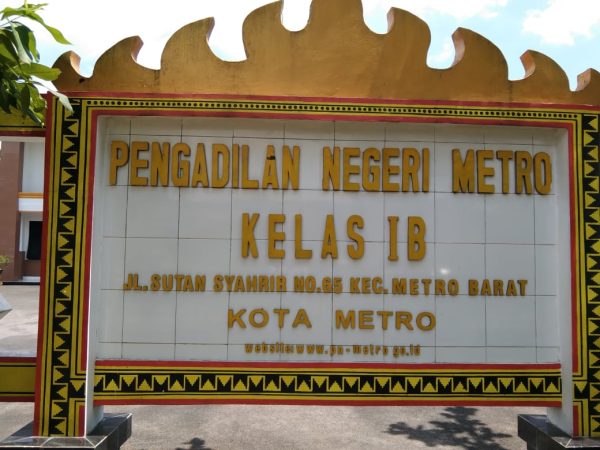 PENGADILAN NEGERI METRO
KELAS IB
JL. SUTAN SYAHRIR NO.65 KEC. METRO BARAT
KOTA METRO
website:www.pn-metro go.id